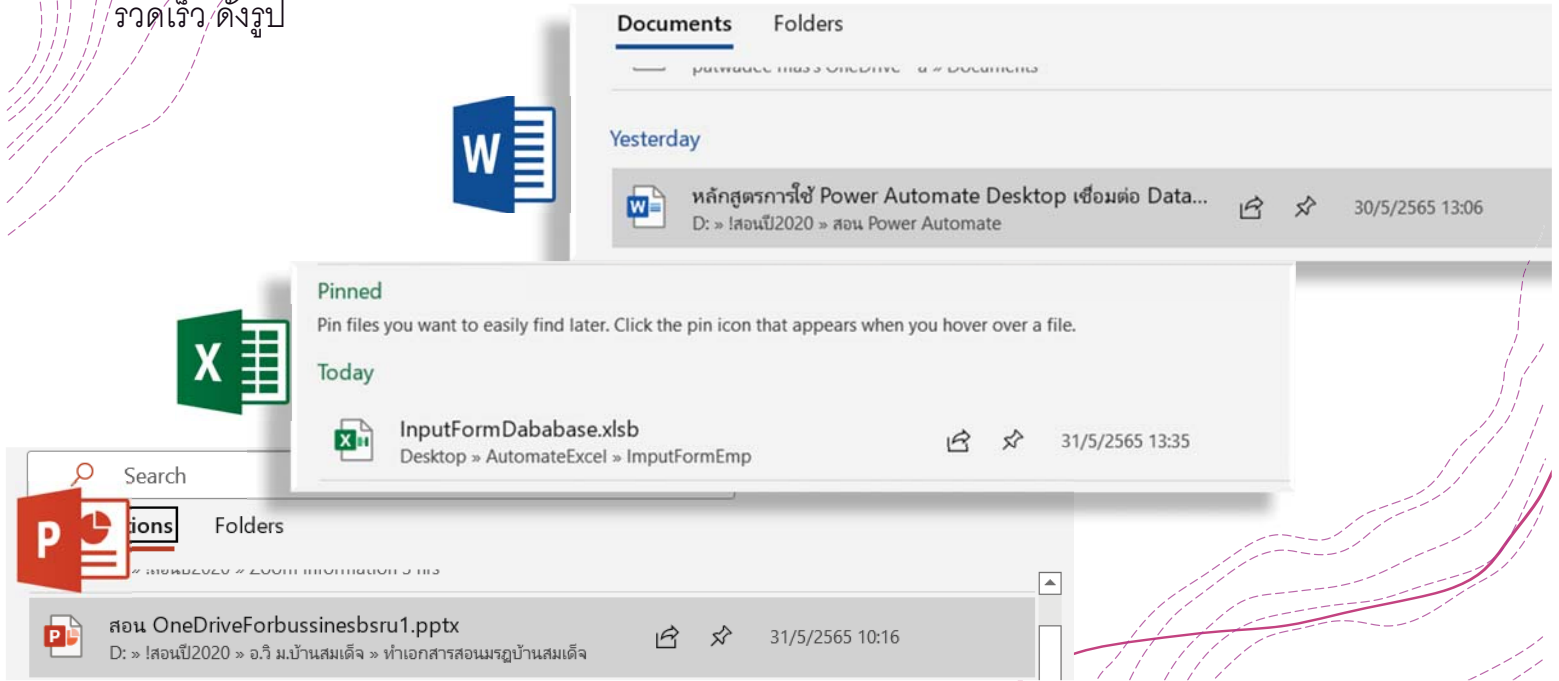 รวดเร็ว ดังรูป
Documents Folders
Yesterday
หลักสูตรการใช้ Power Automate Desktop เชื่อมต่อ Data...
D: » !สอนปี2020 » สอน Power Automate
30/5/2565 13:06
Pinned
Pin files you want to easily find later. Click the pin icon that appears when you hover over a file.
Today
InputFormDababase.xlsb
Desktop » AutomateExcel » ImputFormEmp
31/5/2565 13:35
Search
tions Folders
สอน OneDriveForbussinesbsru1.pptx
D: » !สอนปี2020 » อ.วิ ม.บ้านสมเด็จ » ทำเอกสารสอนมรฎบ้านสมเด็จ
31/5/2565 10:16